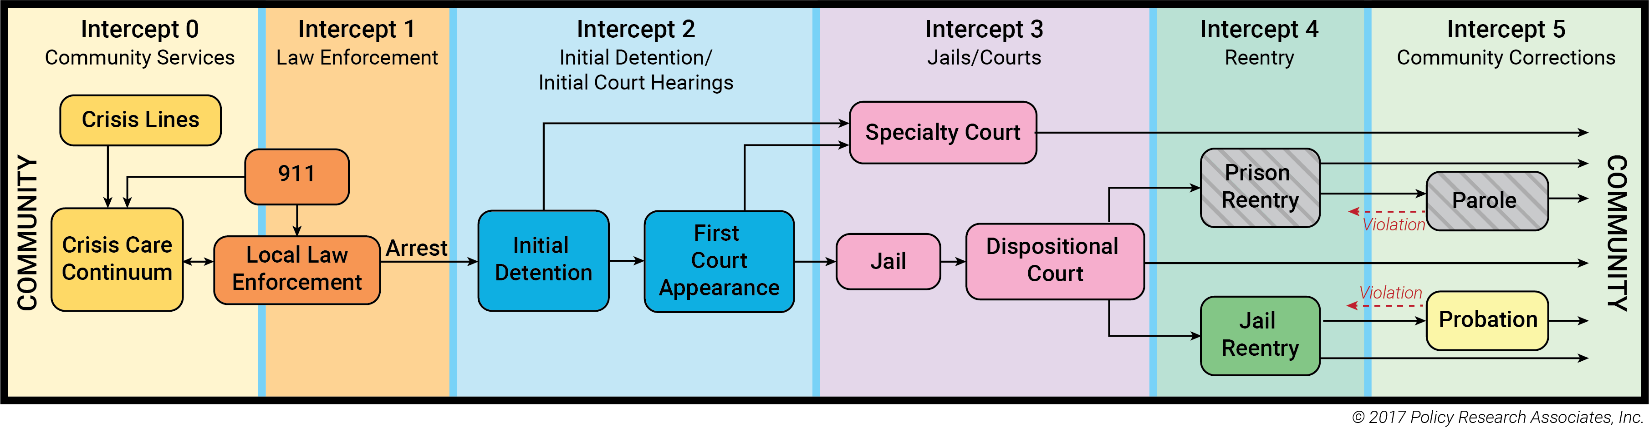 Intercept 0
Community Services
Intercept 1
Law Enforcement
Intercept 2
Initial Detention/
Initial Court Hearings
Intercept 3
Jails/Courts
Intercept 4
Reentry
Intercept 5
Community Corrections
COMMUNITY
Crisis Lines
Crisis Care
Continuum
911
Local Law
Enforcement
Arrest
Initial
Detention
First
Court
Appearance
Specialty Court
Jail
Dispositional
Court
Prison
Reentry
Jail
Reentry
Parole
Violation
Violation
Probation
COMMUNITY
© 2017 Policy Research Associates, Inc.